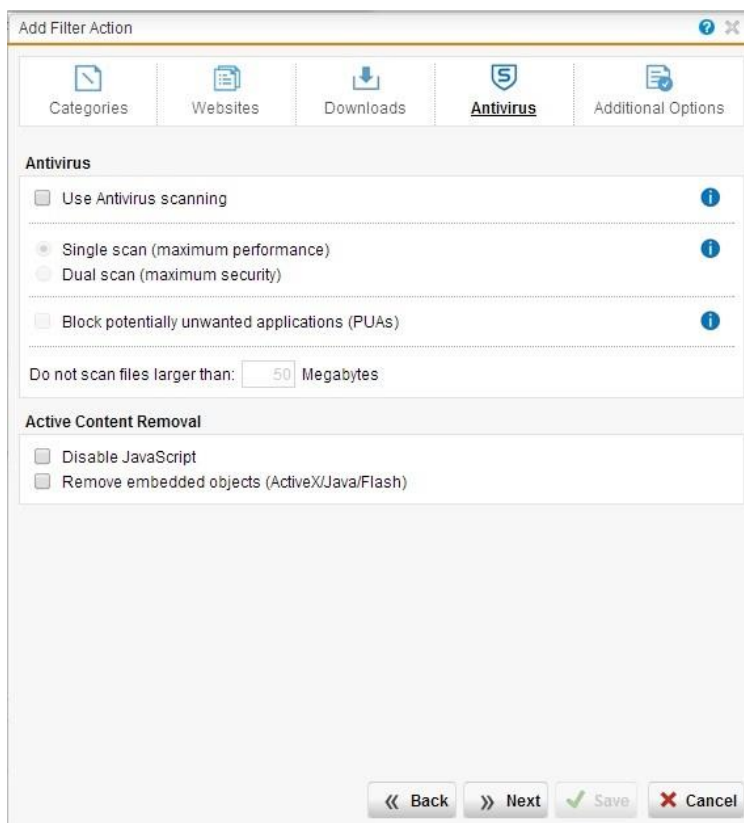 Add Filter Action
Categories
Websites
Downloads
Antivirus
Additional Options
Antivirus
Use Antivirus scanning
Single scan (maximum performance)
Dual scan (maximum security)
Block potentially unwanted applications (PUAs)
Do not scan files larger than: 50 Megabytes
Active Content Removal
Disable JavaScript
Remove embedded objects (ActiveX/Java/Flash)
Back
Next
Save
Cancel